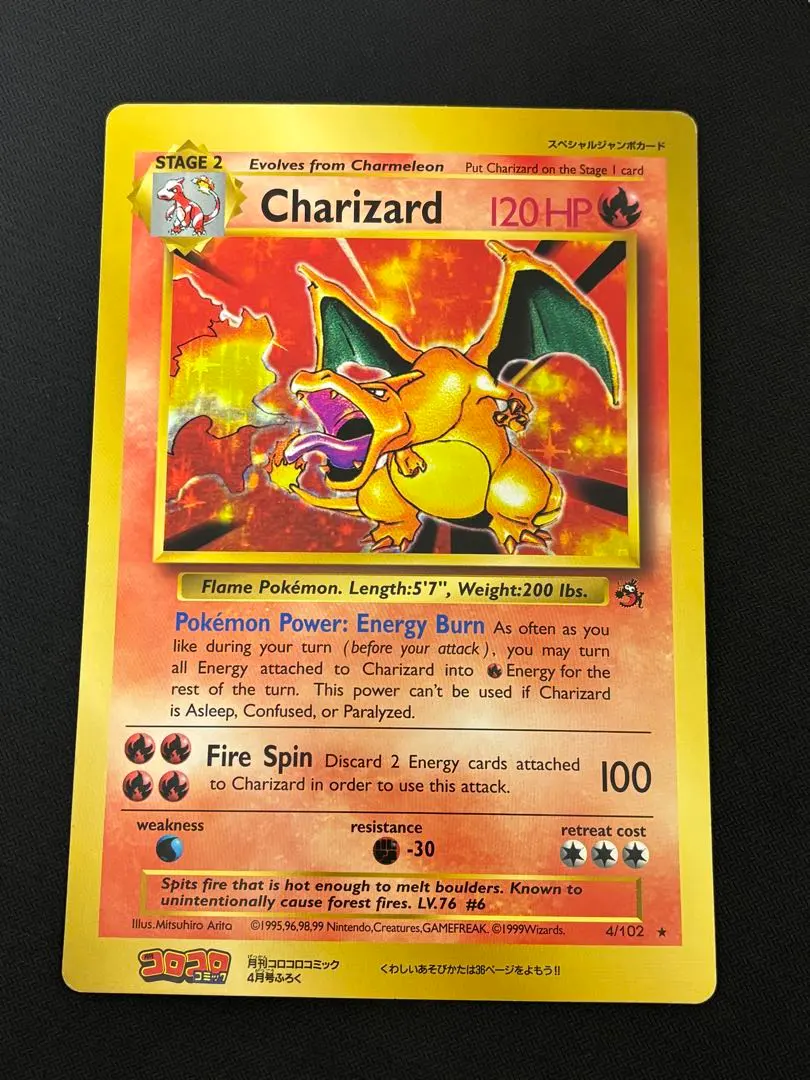 スペシャルジャンボカード
STAGE 2 Evolves from Charmeleon Put Charizard on the Stage 1 card
Charizard 120 HP
Flame Pokémon. Length:5'7", Weight:200 lbs.
Pokémon Power: Energy Burn As often as you
like during your turn (before your attack), you may turn
all Energy attached to Charizard into Energy for the
rest of the turn. This power can't be used if Charizard
is Asleep, Confused, or Paralyzed.
Fire Spin Discard 2 Energy cards attached
to Charizard in order to use this attack.
100
weakness resistance retreat cost
-30
Spits fire that is hot enough to melt boulders. Known to
unintentionally cause forest fires. LV.76 #6
Illus.Mitsuhiro Arita ©1995,96,98,99 Nintendo,Creatures,GAMEFREAK. ©1999Wizards. 4/102 ★
コロコロ
コミック
月刊コロコロコミック
4月号ふろく
くわしいあそびかたは36ページをよもう!!